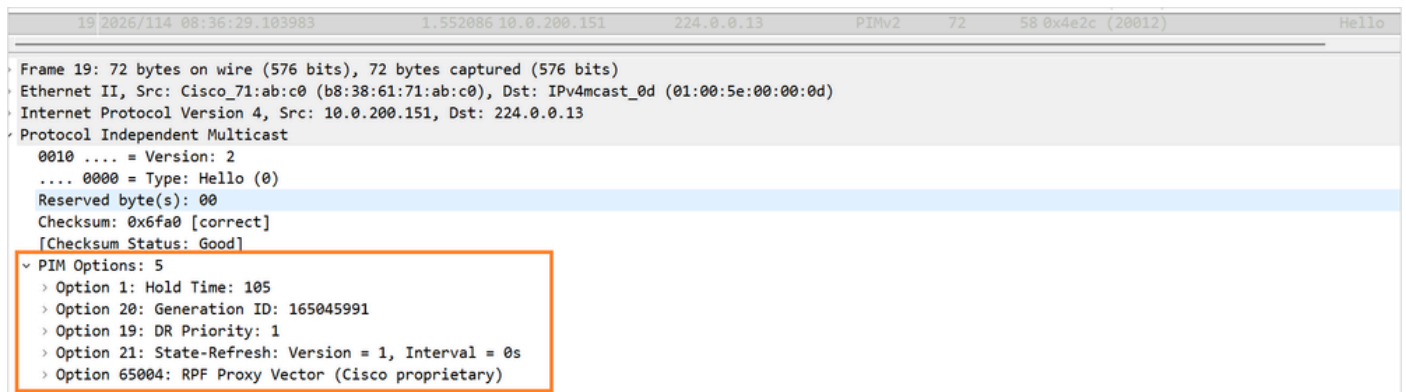 19 2026/114 08:36:29.103983 1.552086 10.0.200.151 224.0.0.13 PIMv2 72 58 0x4e2c (20012) Hello
Frame 19: 72 bytes on wire (576 bits), 72 bytes captured (576 bits)
Ethernet II, Src: Cisco_71:ab:c0 (b8:38:61:71:ab:c0), Dst: IPv4mcast_0d (01:00:5e:00:00:0d)
Internet Protocol Version 4, Src: 10.0.200.151, Dst: 224.0.0.13
Protocol Independent Multicast
0010 .... = Version: 2
.... 0000 = Type: Hello (0)
Reserved byte(s): 00
Checksum: 0x6fa0 [correct]
[Checksum Status: Good]
PIM Options: 5
Option 1: Hold Time: 105
Option 20: Generation ID: 165045991
Option 19: DR Priority: 1
Option 21: State-Refresh: Version = 1, Interval = 0s
Option 65004: RPF Proxy Vector (Cisco proprietary)